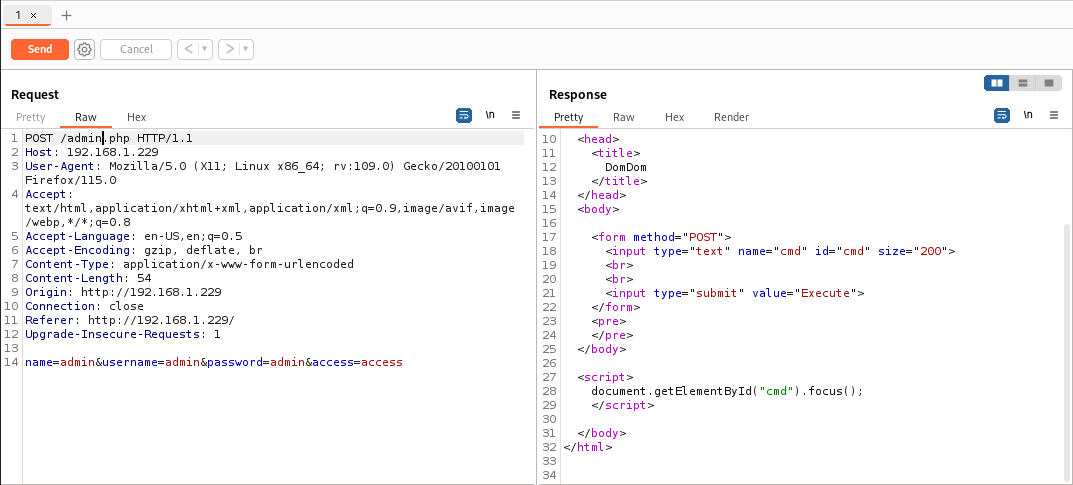 1 ×
+
Send
Cancel
< ▾
> ▾
Request
Pretty Raw Hex
\n
1 POST /admin.php HTTP/1.1
2 Host: 192.168.1.229
3 User-Agent: Mozilla/5.0 (X11; Linux x86_64; rv:109.0) Gecko/20100101
Firefox/115.0
4 Accept:
text/html,application/xhtml+xml,application/xml;q=0.9,image/avif,image
/webp,*/*;q=0.8
5 Accept-Language: en-US,en;q=0.5
6 Accept-Encoding: gzip, deflate, br
7 Content-Type: application/x-www-form-urlencoded
8 Content-Length: 54
9 Origin: http://192.168.1.229
10 Connection: close
11 Referer: http://192.168.1.229/
12 Upgrade-Insecure-Requests: 1
13
14 name=admin&username=admin&password=admin&access=access
Response
Pretty Raw Hex Render
\n
10 <head>
11 <title>
12 DomDom
13 </title>
14 </head>
15 <body>
16
17 <form method="POST">
18 <input type="text" name="cmd" id="cmd" size="200">
19 <br>
20 <br>
21 <input type="submit" value="Execute">
22 </form>
23 <pre>
24 </pre>
25 </body>
26
27 <script>
28 document.getElementById("cmd").focus();
29 </script>
30
31 </body>
32 </html>
33
34